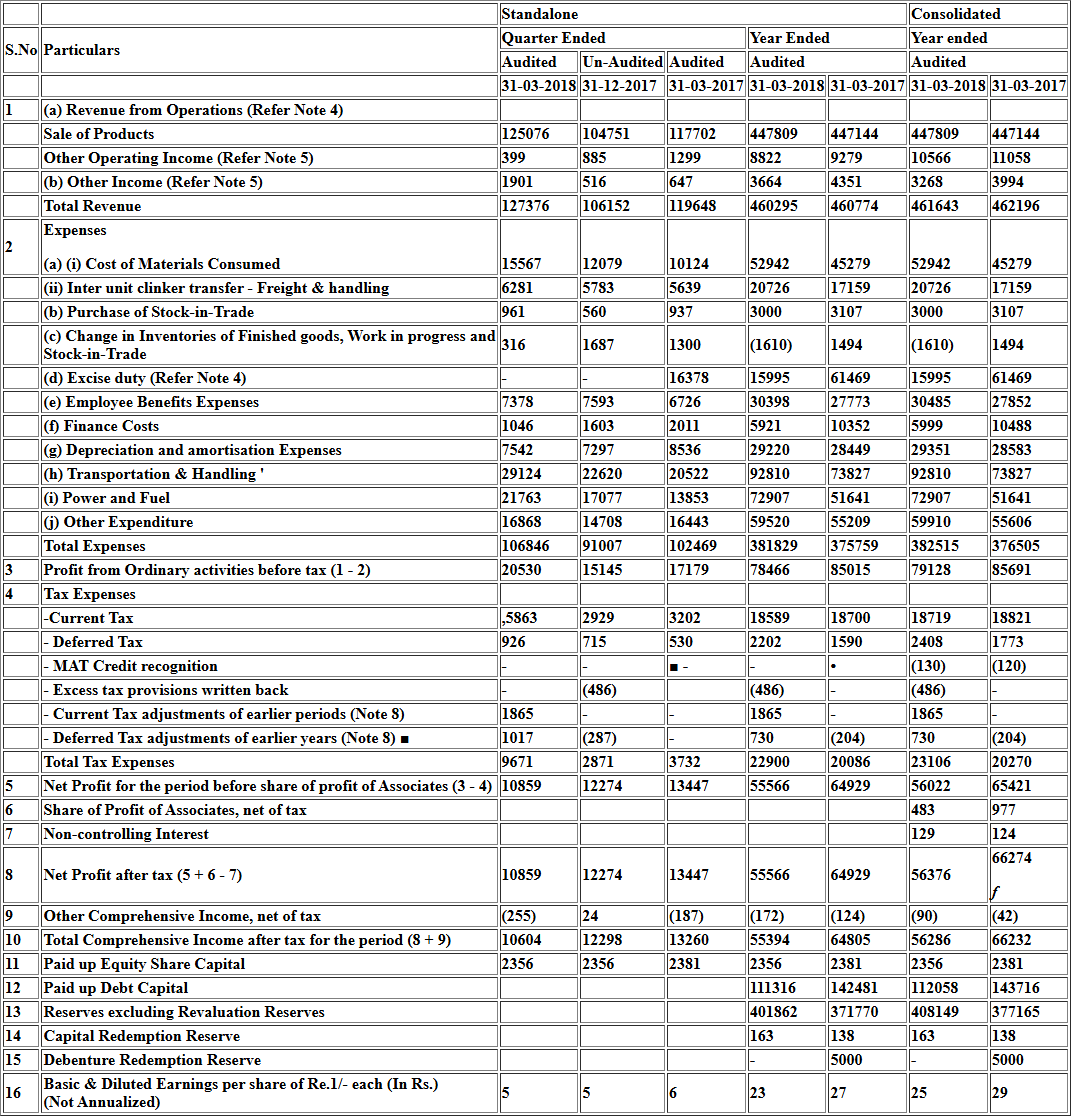 Standalone Consolidated
S.No Particulars Quarter Ended Year Ended Year ended
Audited Un-Audited Audited Audited Audited
31-03-2018 31-12-2017 31-03-2017 31-03-2018 31-03-2017 31-03-2018 31-03-2017
1 (a) Revenue from Operations (Refer Note 4)
Sale of Products 125076 104751 117702 447809 447144 447809 447144
Other Operating Income (Refer Note 5) 399 885 1299 8822 9279 10566 11058
(b) Other Income (Refer Note 5) 1901 516 647 3664 4351 3268 3994
Total Revenue 127376 106152 119648 460295 460774 461643 462196
2 Expenses
(a) (i) Cost of Materials Consumed 15567 12079 10124 52942 45279 52942 45279
(ii) Inter unit clinker transfer - Freight & handling 6281 5783 5639 20726 17159 20726 17159
(b) Purchase of Stock-in-Trade 961 560 937 3000 3107 3000 3107
(c) Change in Inventories of Finished goods, Work in progress and
Stock-in-Trade 316 1687 1300 (1610) 1494 (1610) 1494
(d) Excise duty (Refer Note 4) - - 16378 15995 61469 15995 61469
(e) Employee Benefits Expenses 7378 7593 6726 30398 27773 30485 27852
(f) Finance Costs 1046 1603 2011 5921 10352 5999 10488
(g) Depreciation and amortisation Expenses 7542 7297 8536 29220 28449 29351 28583
(h) Transportation & Handling ' 29124 22620 20522 92810 73827 92810 73827
(i) Power and Fuel 21763 17077 13853 72907 51641 72907 51641
(j) Other Expenditure 16868 14708 16443 59520 55209 59910 55606
Total Expenses 106846 91007 102469 381829 375759 382515 376505
3 Profit from Ordinary activities before tax (1 - 2) 20530 15145 17179 78466 85015 79128 85691
4 Tax Expenses
-Current Tax ,5863 2929 3202 18589 18700 18719 18821
- Deferred Tax 926 715 530 2202 1590 2408 1773
- MAT Credit recognition - - ■ - - • (130) (120)
- Excess tax provisions written back - (486) (486) - (486) -
- Current Tax adjustments of earlier periods (Note 8) 1865 - - 1865 - 1865 -
- Deferred Tax adjustments of earlier years (Note 8) ■ 1017 (287) - 730 (204) 730 (204)
Total Tax Expenses 9671 2871 3732 22900 20086 23106 20270
5 Net Profit for the period before share of profit of Associates (3 - 4) 10859 12274 13447 55566 64929 56022 65421
6 Share of Profit of Associates, net of tax 483 977
7 Non-controlling Interest 129 124
8 Net Profit after tax (5 + 6 - 7) 10859 12274 13447 55566 64929 56376 66274
f
9 Other Comprehensive Income, net of tax (255) 24 (187) (172) (124) (90) (42)
10 Total Comprehensive Income after tax for the period (8 + 9) 10604 12298 13260 55394 64805 56286 66232
11 Paid up Equity Share Capital 2356 2356 2381 2356 2381 2356 2381
12 Paid up Debt Capital 111316 142481 112058 143716
13 Reserves excluding Revaluation Reserves 401862 371770 408149 377165
14 Capital Redemption Reserve 163 138 163 138
15 Debenture Redemption Reserve - 5000 - 5000
16 Basic & Diluted Earnings per share of Re.1/- each (In Rs.)
(Not Annualized) 5 5 6 23 27 25 29